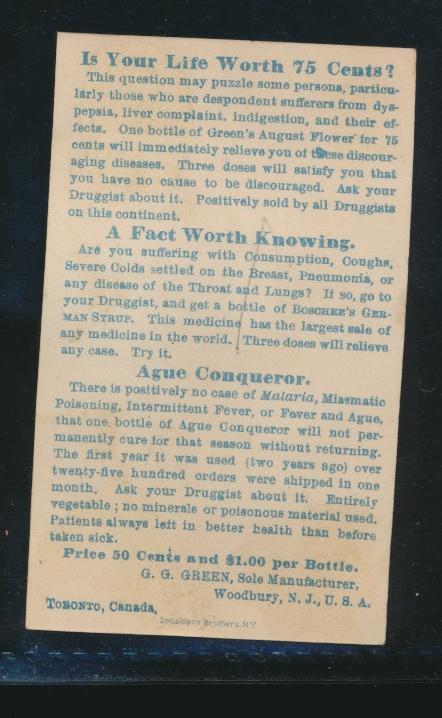 Is Your Life Worth 75 Cents?
This question may puzzle some persons, particu-
larly those who are despondent sufferers from dys-
pepsia, liver complaint, indigestion, and their ef-
fects. One bottle of Green's August Flower for 75
cents will immediately relieve you of these discour-
aging diseases. Three doses will satisfy you that
you have no cause to be discouraged. Ask your
Druggist about it. Positively sold by all Druggists
on this continent.
A Fact Worth Knowing.
Are you suffering with Consumption, Coughs,
Severe Colds settled on the Breast, Pneumonia, or
any disease of the Throat and Lungs? If so, go to
your Druggist, and get a bottle of BOSCHEE'S GER-
MAN SYRUP. This medicine has the largest sale of
any medicine in the world. Three doses will relieve
any case. Try it.
Ague Conqueror.
There is positively no case of Malaria, Miasmatic
Poisoning, Intermittent Fever, or Fever and Ague,
that one bottle of Ague Conqueror will not per-
manently cure for that season without returning.
The first year it was used (two years ago) over
twenty-five hundred orders were shipped in one
month. Ask your Druggist about it. Entirely
vegetable; no minerals or poisonous material used.
Patients always left in better health than before
taken sick.
Price 50 Cents and $1.00 per Bottle.
G. G. GREEN, Sole Manufacturer,
Woodbury, N. J., U. S. A.
TORONTO, Canada.
Donaldson Brothers, N.Y.